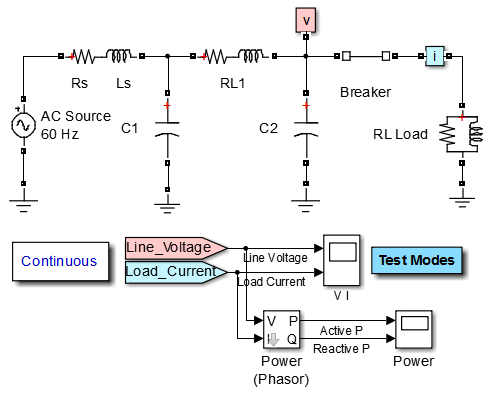 v
i
Rs
Ls
RL1
Breaker
AC Source
60 Hz
C1
C2
RL Load
Continuous
Line_Voltage
Load_Current
Line Voltage
Load Current
V I
Test Modes
V
I
P
Q
Active P
Reactive P
Power
(Phasor)
Power